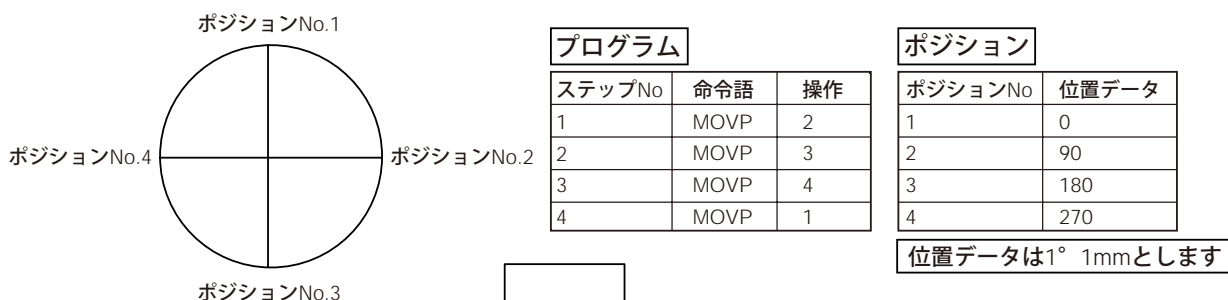 ポジションNo.1
ポジションNo.4
ポジションNo.2
ポジションNo.3
プログラム
ステップNo 命令語 操作
1 MOVP 2
2 MOVP 3
3 MOVP 4
4 MOVP 1
ポジション
ポジションNo 位置データ
1 0
2 90
3 180
4 270
位置データは1° 1mmとします